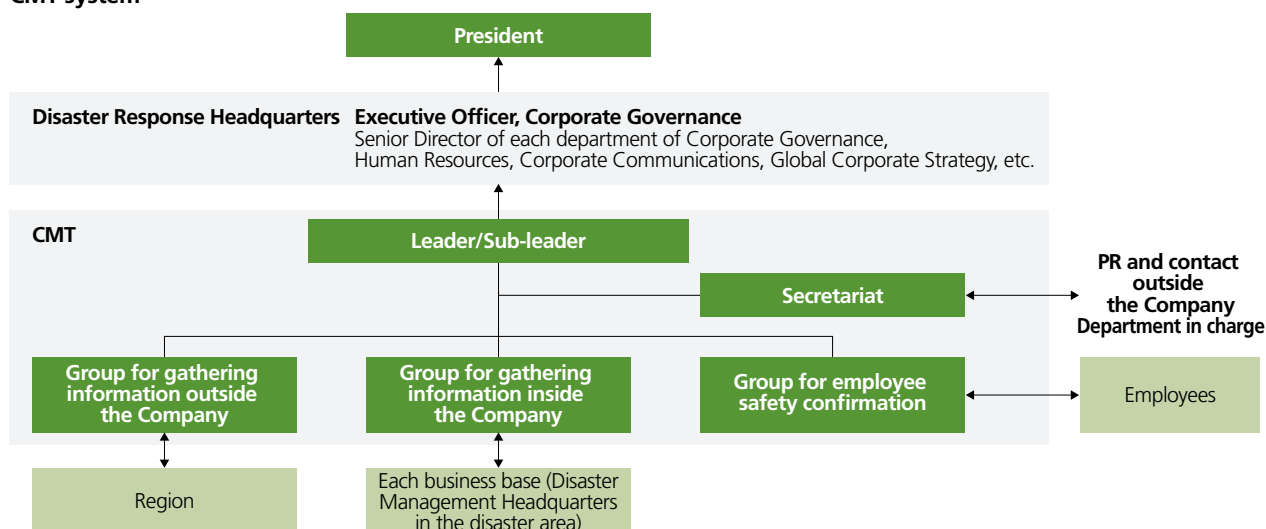 CMT system
President
Disaster Response Headquarters
Executive Officer, Corporate Governance
Senior Director of each department of Corporate Governance,
Human Resources, Corporate Communications, Global Corporate Strategy, etc.
CMT
Leader/Sub-leader
Secretariat
PR and contact
outside
the Company
Department in charge
Group for gathering
information outside
the Company
Group for gathering
information inside
the Company
Group for employee
safety confirmation
Employees
Region
Each business base (Disaster
Management Headquarters
in the disaster area)